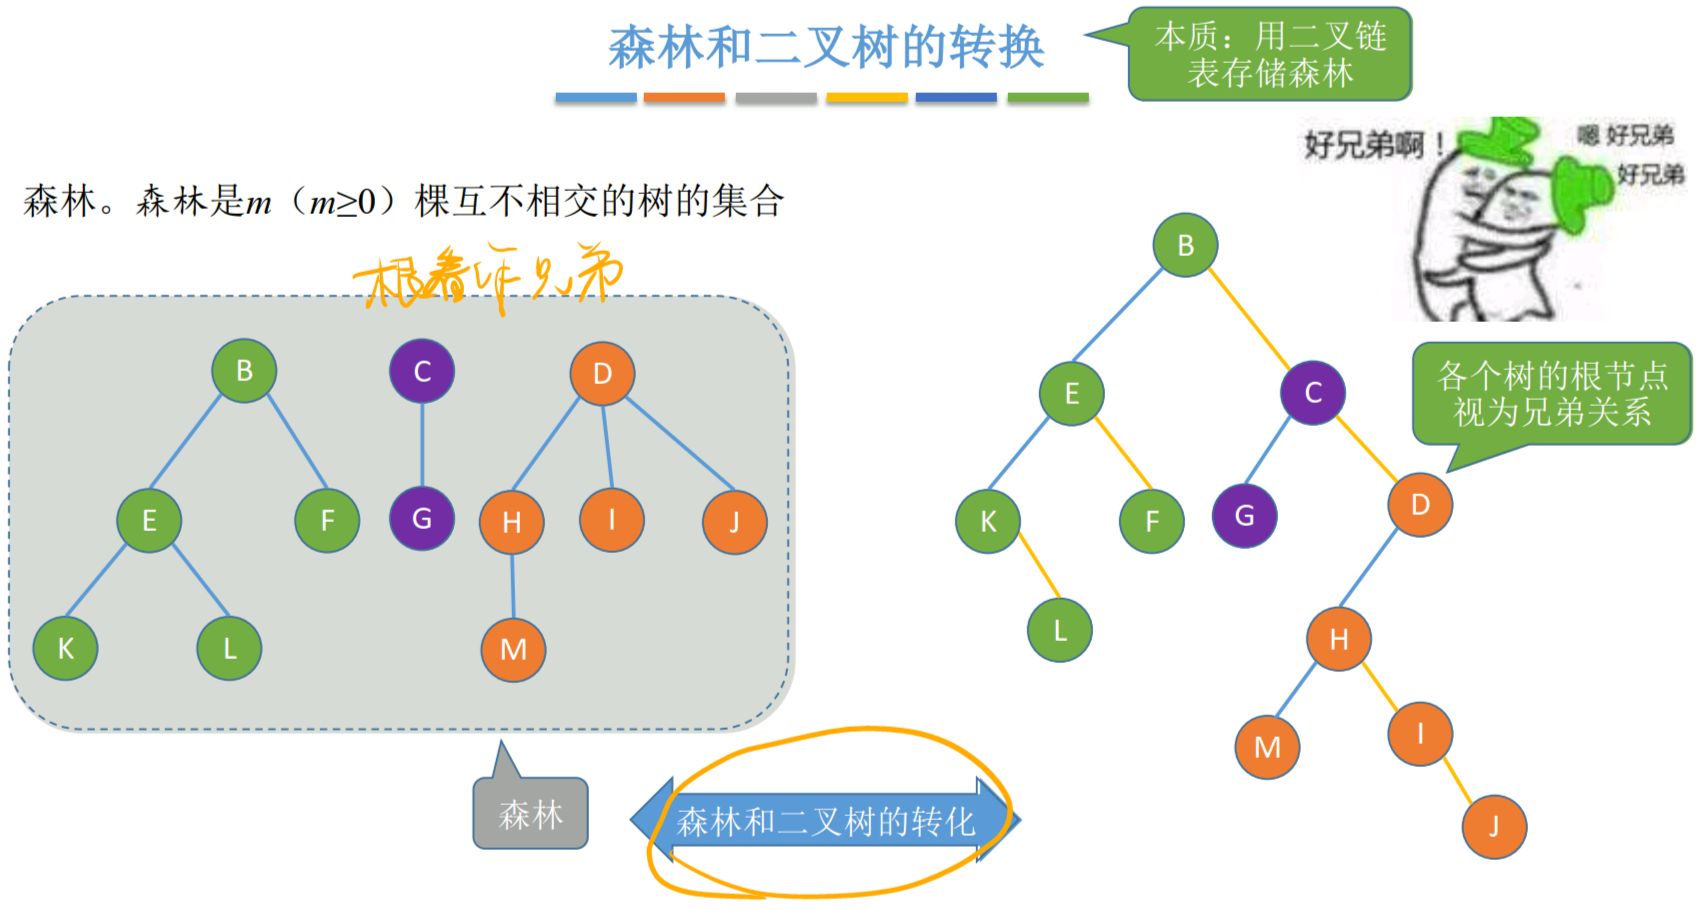 森林和二叉树的转换
本质：用二叉链
表存储森林
好兄弟啊！
嗯 好兄弟
好兄弟
森林。森林是m（m≥0）棵互不相交的树的集合
根看作兄弟
B
C
D
E
F
G
H
I
J
K
L
M
森林
森林和二叉树的转化
B
E
C
各个树的根节点
视为兄弟关系
K
F
G
D
L
H
M
I
J